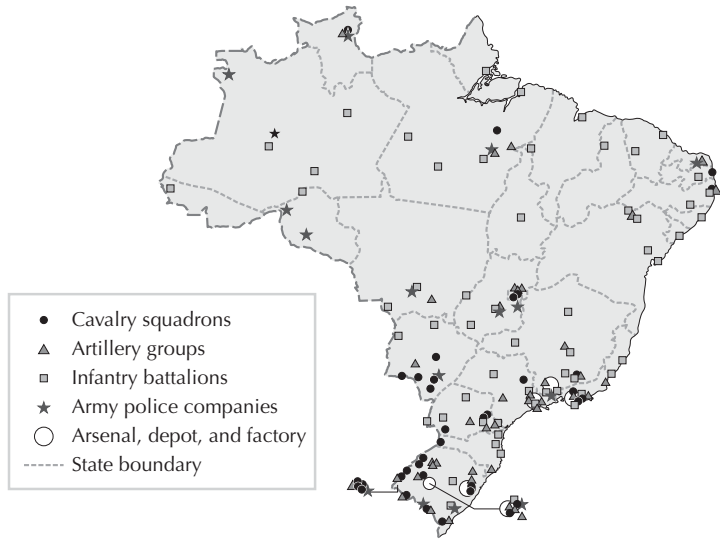 Cavalry squadrons
Artillery groups
Infantry battalions
Army police companies
Arsenal, depot, and factory
State boundary